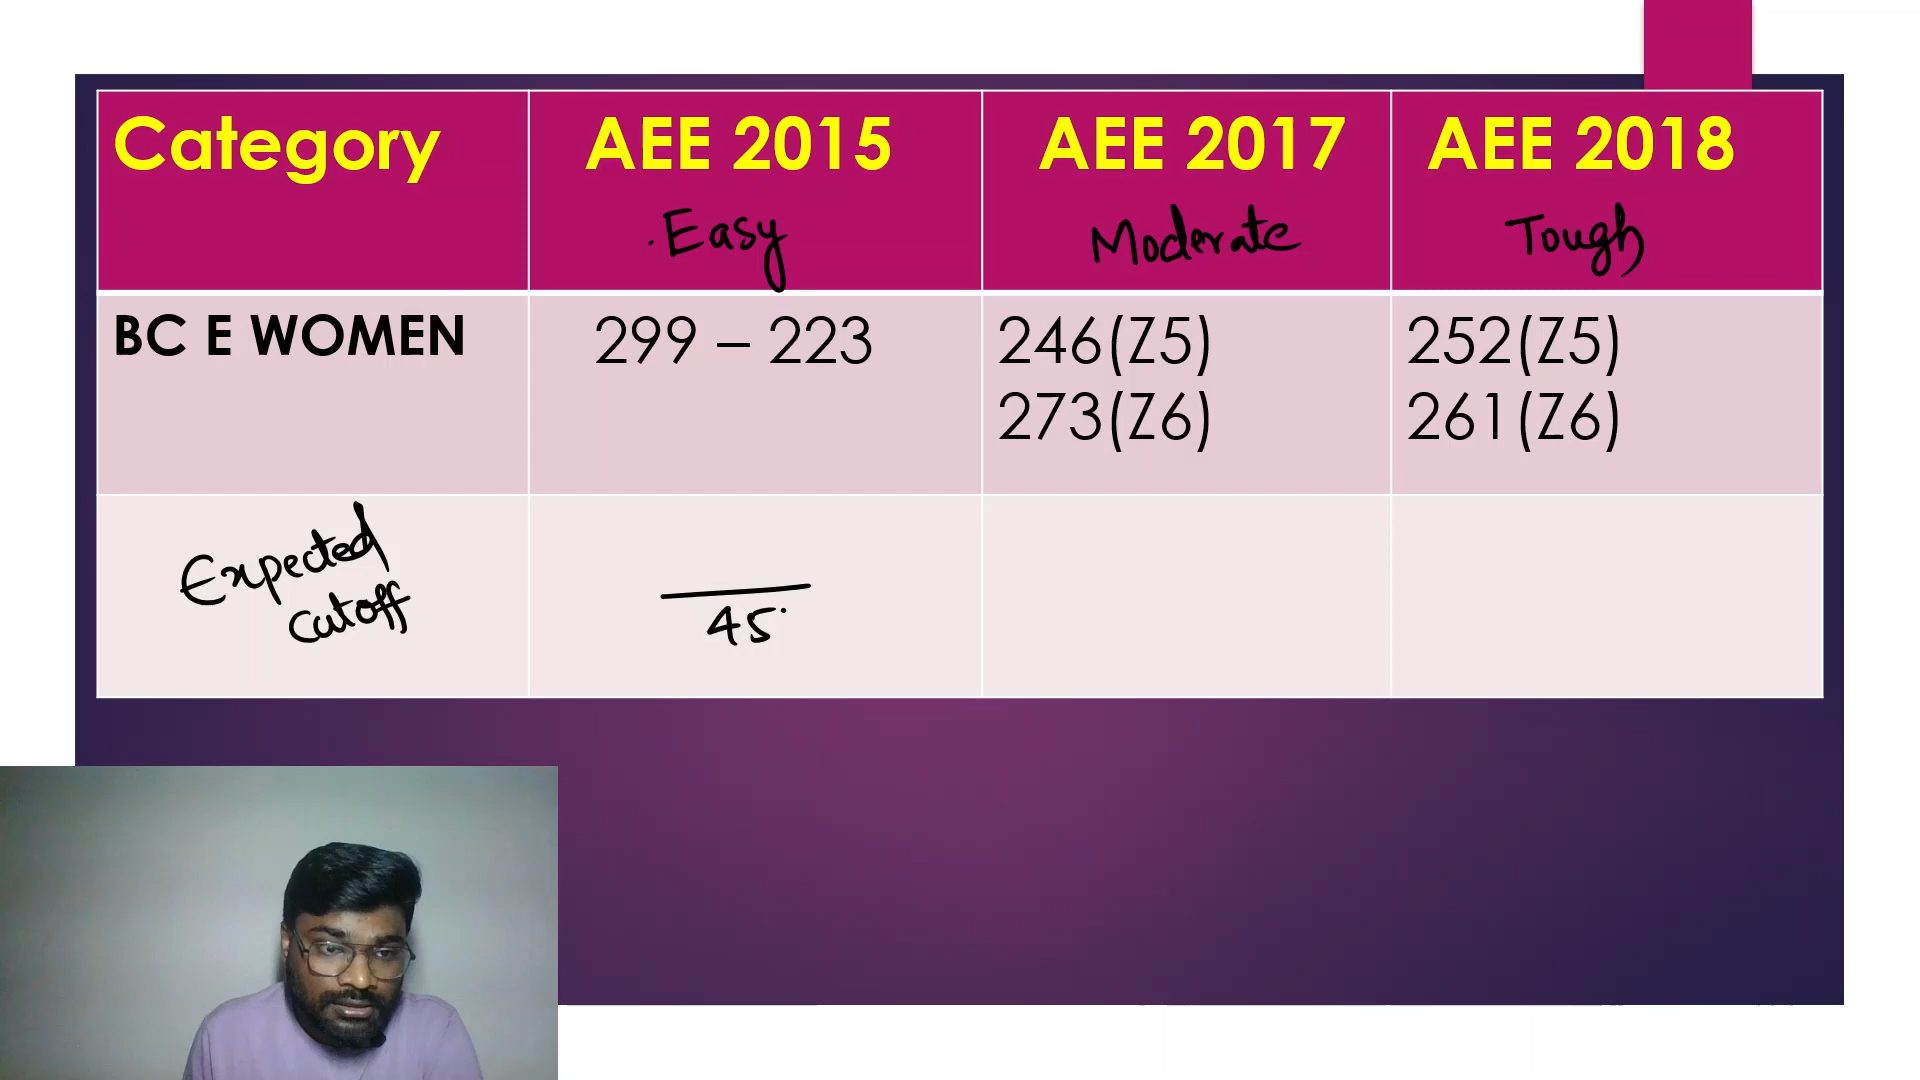 Category AEE 2015 AEE 2017 AEE 2018
Easy Moderate Tough
BC E WOMEN 299 – 223 246(Z5) 252(Z5)
273(Z6) 261(Z6)
Expected
cutoff
45